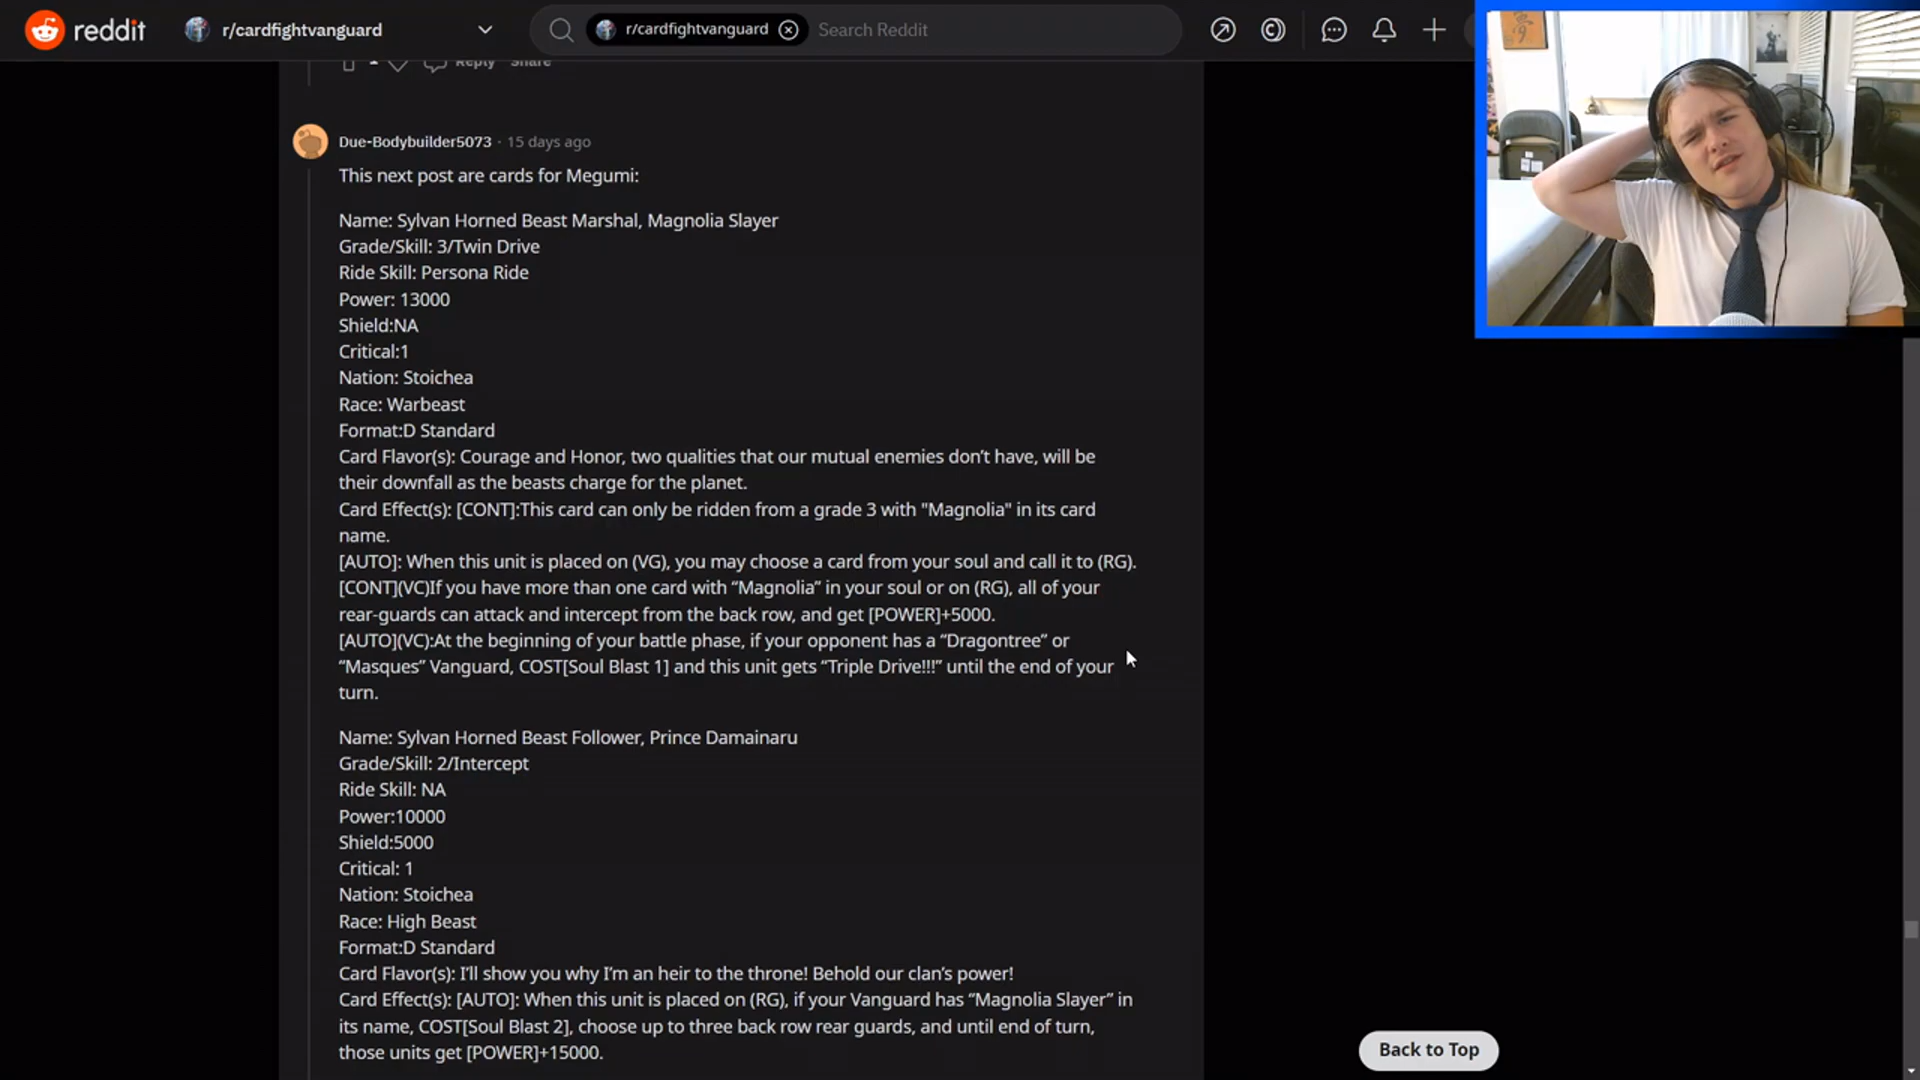 reddit
r/cardfightvanguard
r/cardfightvanguard
Search Reddit
1
Reply Share
Due-Bodybuilder5073 · 15 days ago
This next post are cards for Megumi:
Name: Sylvan Horned Beast Marshal, Magnolia Slayer
Grade/Skill: 3/Twin Drive
Ride Skill: Persona Ride
Power: 13000
Shield:NA
Critical:1
Nation: Stoichea
Race: Warbeast
Format:D Standard
Card Flavor(s): Courage and Honor, two qualities that our mutual enemies don’t have, will be
their downfall as the beasts charge for the planet.
Card Effect(s): [CONT]:This card can only be ridden from a grade 3 with "Magnolia" in its card
name.
[AUTO]: When this unit is placed on (VG), you may choose a card from your soul and call it to (RG).
[CONT](VC)If you have more than one card with “Magnolia” in your soul or on (RG), all of your
rear-guards can attack and intercept from the back row, and get [POWER]+5000.
[AUTO](VC):At the beginning of your battle phase, if your opponent has a “Dragontree” or
“Masques” Vanguard, COST[Soul Blast 1] and this unit gets “Triple Drive!!!” until the end of your
turn.
Name: Sylvan Horned Beast Follower, Prince Damainaru
Grade/Skill: 2/Intercept
Ride Skill: NA
Power:10000
Shield:5000
Critical: 1
Nation: Stoichea
Race: High Beast
Format:D Standard
Card Flavor(s): I’ll show you why I’m an heir to the throne! Behold our clan’s power!
Card Effect(s): [AUTO]: When this unit is placed on (RG), if your Vanguard has “Magnolia Slayer” in
its name, COST[Soul Blast 2], choose up to three back row rear guards, and until end of turn,
those units get [POWER]+15000.
Back to Top
夢